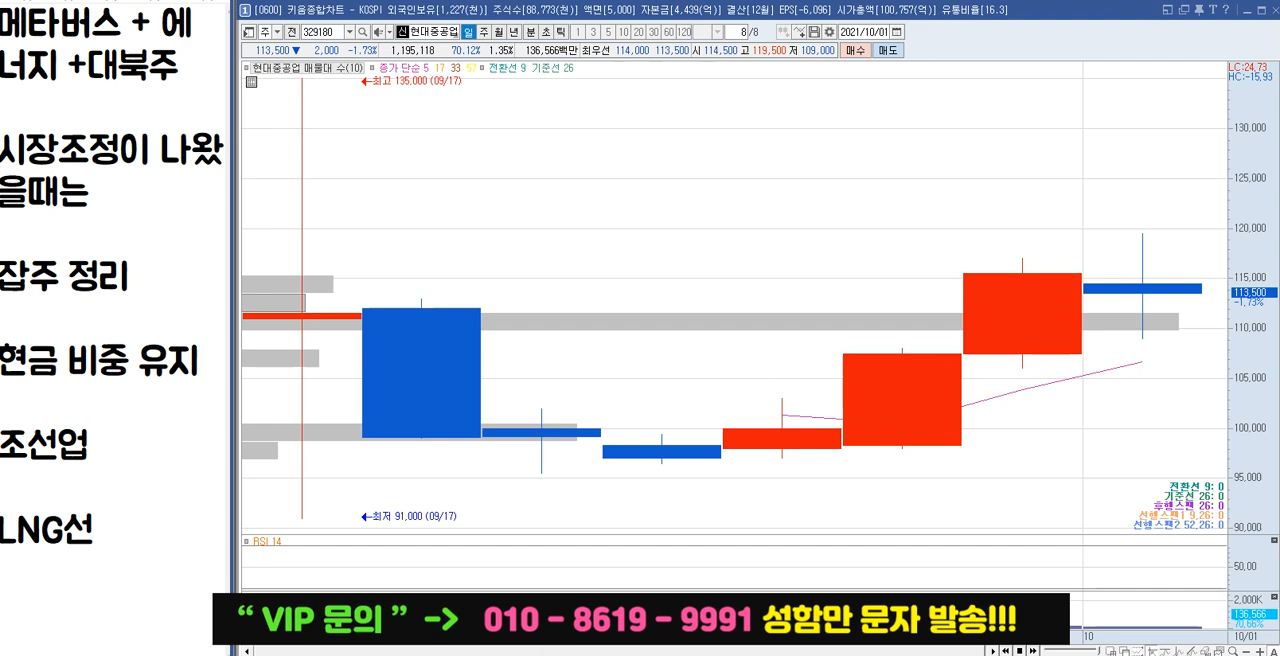 메타버스 + 에
너지 +대북주
시장조정이 나왔
을때는
잡주 정리
현금 비중 유지
조선업
LNG선
[0600] 키움종합차트 - KOSPI 외국인보유[1,227(천)] 주식수[88,773(천)] 액면[5,000] 자본금[4,439(억)] 결산[12월] EPS[-6,096] 시가총액[100,757(억)] 유통비율[16.3]
주 전 329180 신 현대중공업 일 주 월 년 분 초 틱 1 3 5 10 20 30 60 120 8/8 2021/10/01
113,500 ▼ 2,000 -1.73% 1,195,118 70.12% 1.35% 136,566백만 최우선 114,000 113,500 시 114,500 고 119,500 저 109,000 매수 매도
현대중공업 매물대 수(10) 종가 단순 5 17 33 57 전환선 9 기준선 26
LC:24,73
HC:-15,93
←최고 135,000 (09/17)
130,000
125,000
120,000
115,000
113,500
-1,73%
110,000
105,000
100,000
95,000
90,000
←최저 91,000 (09/17)
전환선 9: 0
기준선 26: 0
후행스팬 26: 0
선행스팬1 9,26: 0
선행스팬2 52,26: 0
RSI 14
50,00
2,000K
136,566
70,66%
10
10/01
“ VIP 문의 ” -> 010 - 8619 - 9991 성함만 문자 발송!!!